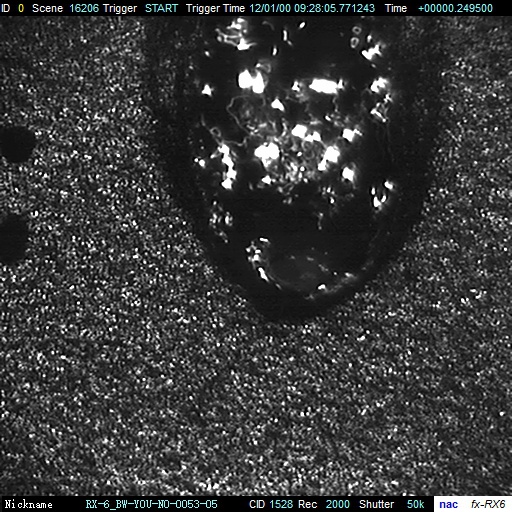 ID 0 Scene 16206 Trigger START Trigger Time 12/01/00 09:28:05.771243 Time +00000.249500
Nickname RX-6_BW-YOU-NO-0053-05 CID 1528 Rec 2000 Shutter 50k nac fx-RX6